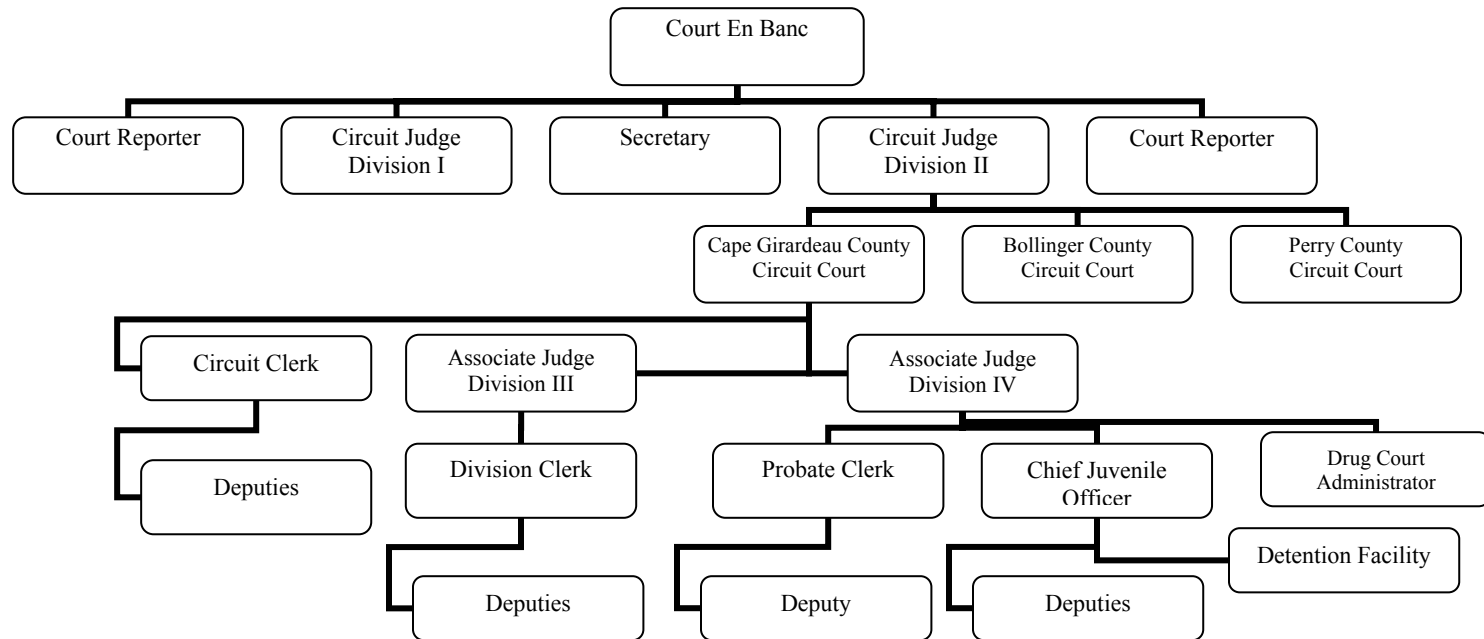 Court En Banc
Court Reporter
Circuit Judge
Division I
Secretary
Circuit Judge
Division II
Court Reporter
Cape Girardeau County
Circuit Court
Bollinger County
Circuit Court
Perry County
Circuit Court
Circuit Clerk
Associate Judge
Division III
Associate Judge
Division IV
Deputies
Division Clerk
Probate Clerk
Chief Juvenile
Officer
Drug Court
Administrator
Deputies
Deputy
Deputies
Detention Facility